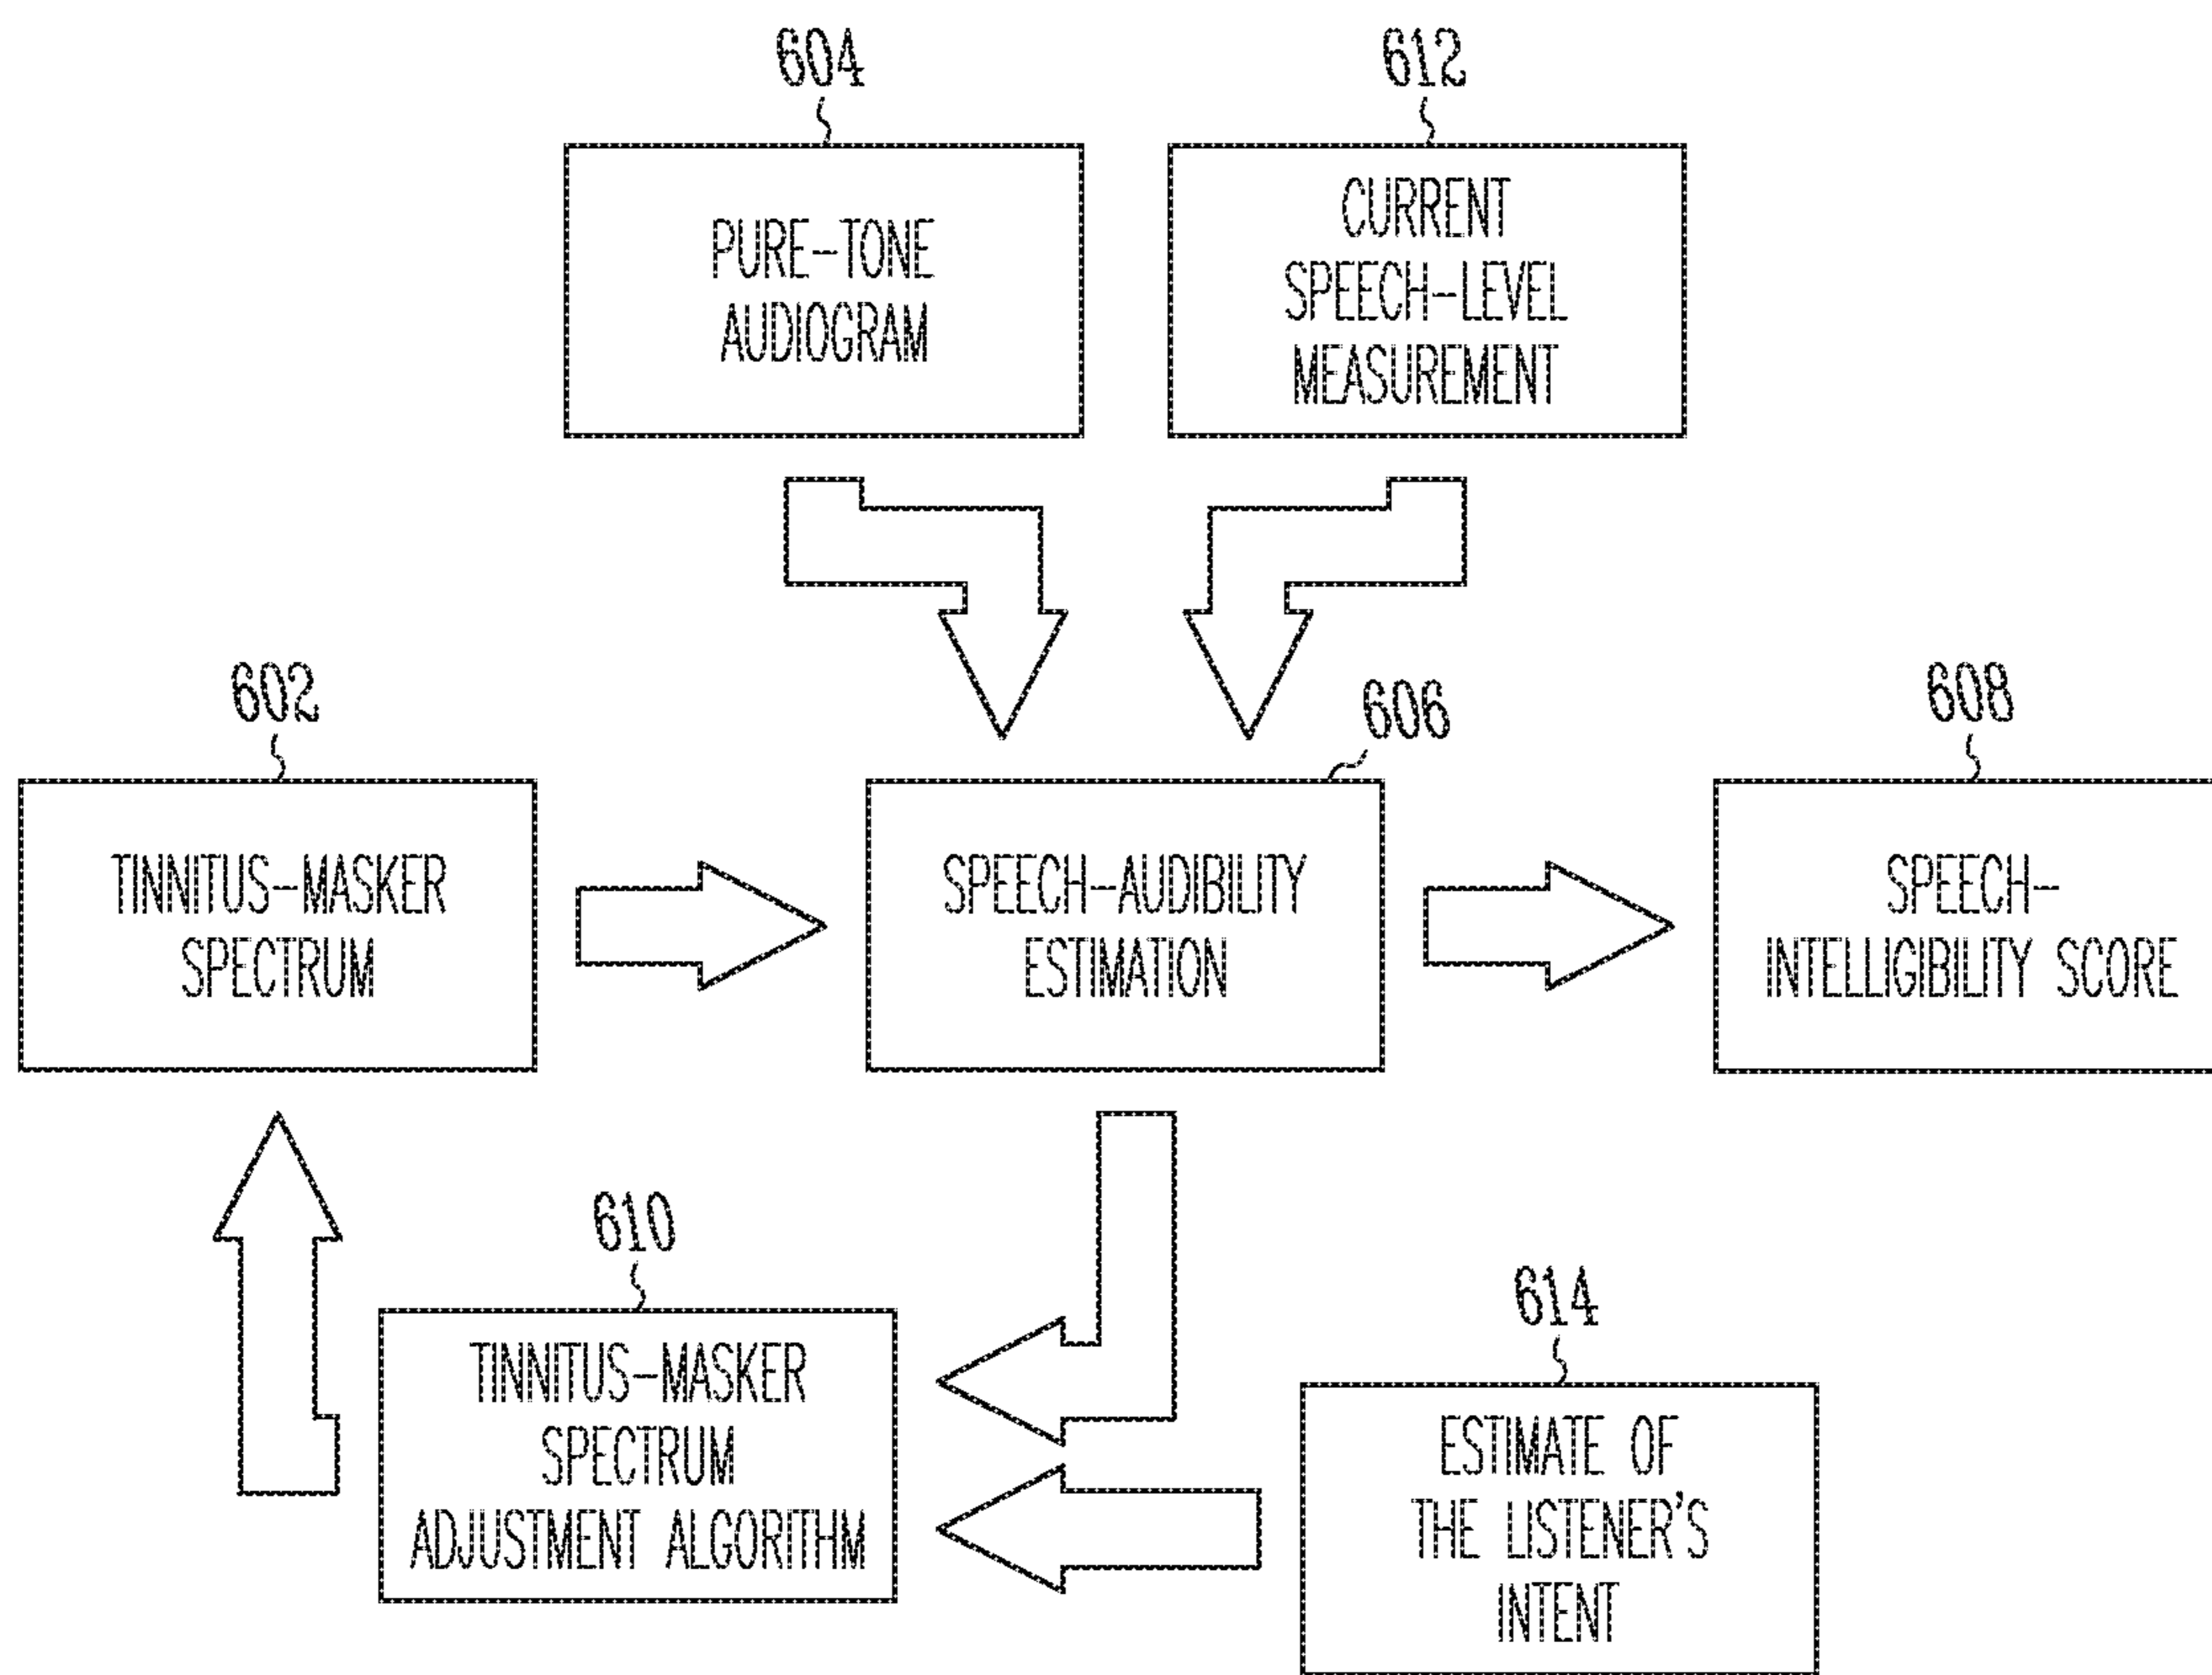 604
612
PURE-TONE
AUDIOGRAM
CURRENT
SPEECH-LEVEL
MEASUREMENT
602
606
608
TINNITUS-MASKER
SPECTRUM
SPEECH-AUDIBILITY
ESTIMATION
SPEECH-
INTELLIGIBILITY SCORE
610
614
TINNITUS-MASKER
SPECTRUM
ADJUSTMENT ALGORITHM
ESTIMATE OF
THE LISTENER'S
INTENT